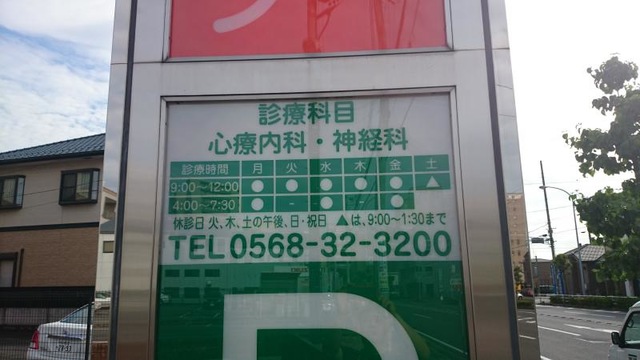 診療科目
心療内科・神経科
診療時間 月 火 水 木 金 土
9:00～12:00 ● ● ● ● ● ▲
4:00～7:30 ● - ● - ●
休診日 火、木、土の午後、日・祝日 ▲は、9:00～1:30まで
TEL0568-32-3200
P